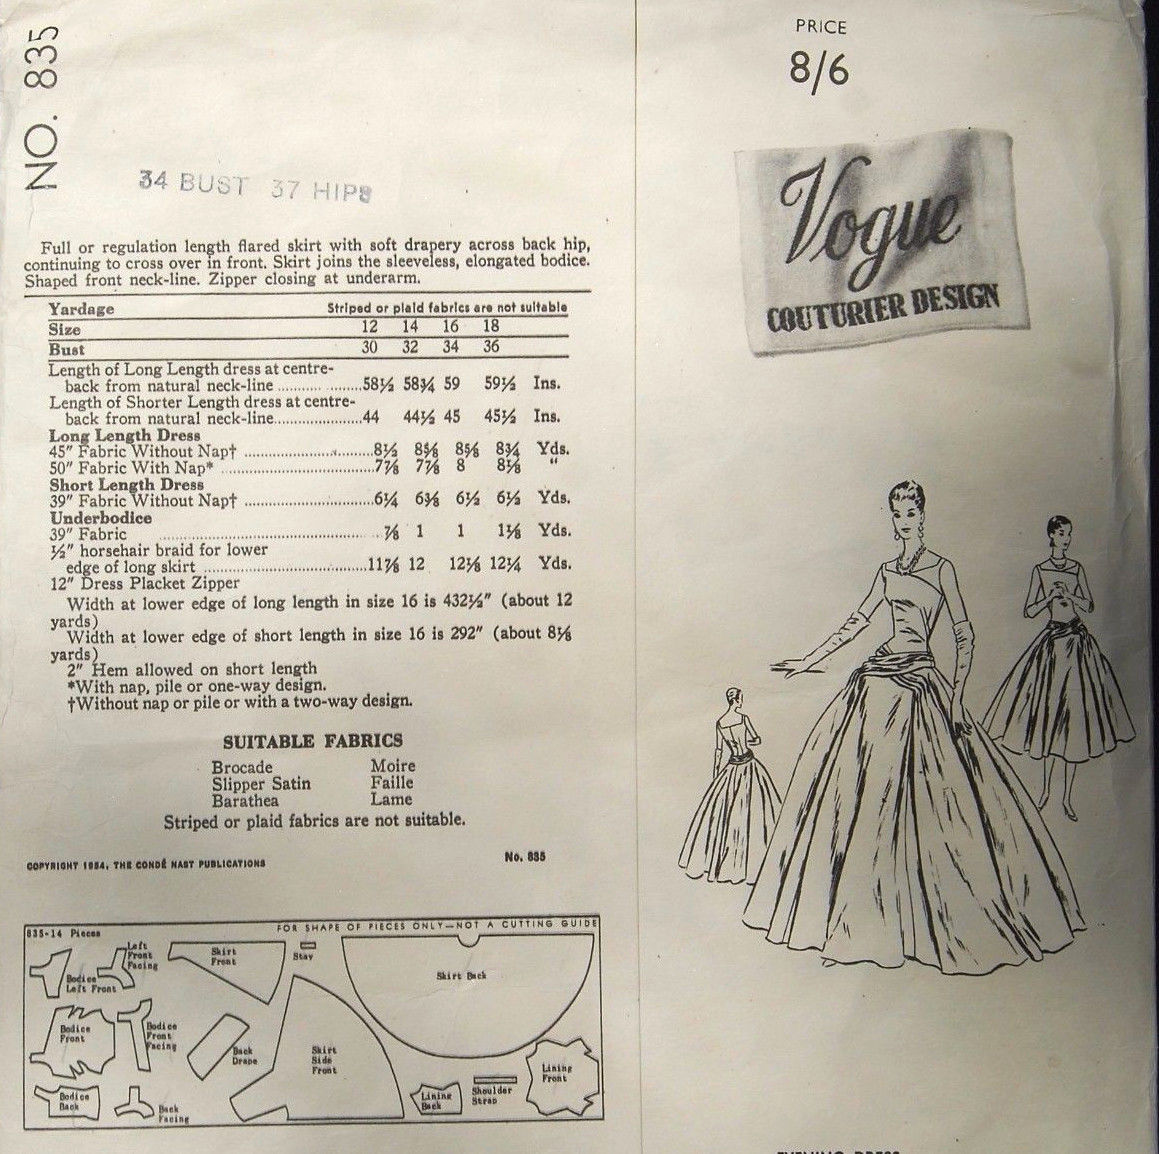 NO. 835
34 BUST 37 HIPS
Full or regulation length flared skirt with soft drapery across back hip,
continuing to cross over in front. Skirt joins the sleeveless, elongated bodice.
Shaped front neck-line. Zipper closing at underarm.
Yardage Striped or plaid fabrics are not suitable
Size 12 14 16 18
Bust 30 32 34 36
Length of Long Length dress at centre-
back from natural neck-line ....................58½ 58¾ 59 59½ Ins.
Length of Shorter Length dress at centre-
back from natural neck-line......................44 44½ 45 45½ Ins.
Long Length Dress
45" Fabric Without Nap† ................................8½ 8⅝ 8⅝ 8¾ Yds.
50" Fabric With Nap* ....................................7⅞ 7⅞ 8 8⅛ "
Short Length Dress
39" Fabric Without Nap† ................................6¼ 6⅜ 6½ 6½ Yds.
Underbodice
39" Fabric ................................................⅞ 1 1 1⅛ Yds.
½" horsehair braid for lower
edge of long skirt ........................................11⅞ 12 12⅛ 12¼ Yds.
12" Dress Placket Zipper
Width at lower edge of long length in size 16 is 432½" (about 12
yards)
Width at lower edge of short length in size 16 is 292" (about 8⅛
yards)
2" Hem allowed on short length
*With nap, pile or one-way design.
†Without nap or pile or with a two-way design.
SUITABLE FABRICS
Brocade Moire
Slipper Satin Faille
Barathea Lame
Striped or plaid fabrics are not suitable.
COPYRIGHT 1954, THE CONDÉ NAST PUBLICATIONS No. 835
835-14 Pieces FOR SHAPE OF PIECES ONLY—NOT A CUTTING GUIDE
Bodice
Left Front
Left
Front
Facing
Skirt
Front
Stay
Skirt Back
Bodice
Front
Bodice
Front
Facing
Back
Drape
Skirt
Side
Front
Lining
Front
Bodice
Back
Back
Facing
Lining
Back
Shoulder
Strap
PRICE
8/6
Vogue
COUTURIER DESIGN
EVENING DRESS